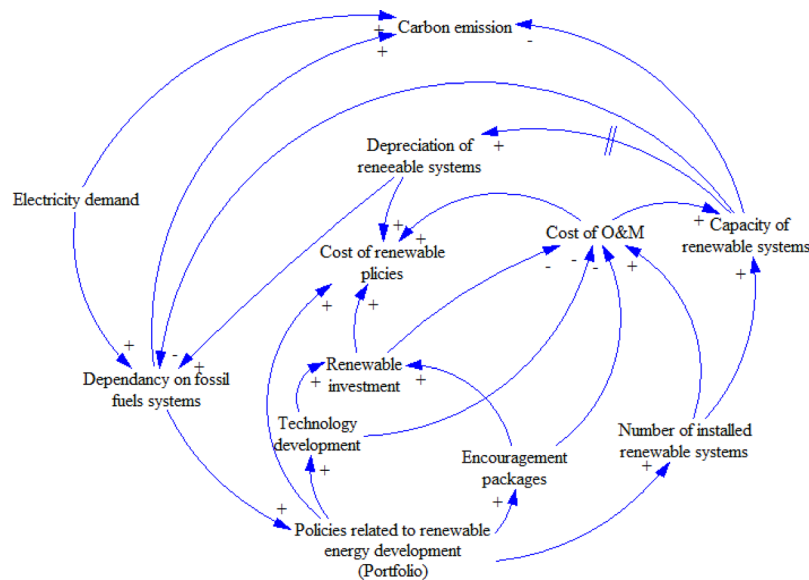 Carbon emission
+
+
-
Depreciation of
reneeable systems
+
//
Electricity demand
Cost of renewable
plicies
+
+
Cost of O&M
+
Capacity
of renewable systems
+
+
+
-
-
-
+
+
-
+
Dependancy on fossil
fuels systems
Renewable
investment
+
+
Technology
development
+
Encouragement
packages
+
Number of installed
renewable systems
+
+
Policies related to renewable
energy development
(Portfolio)